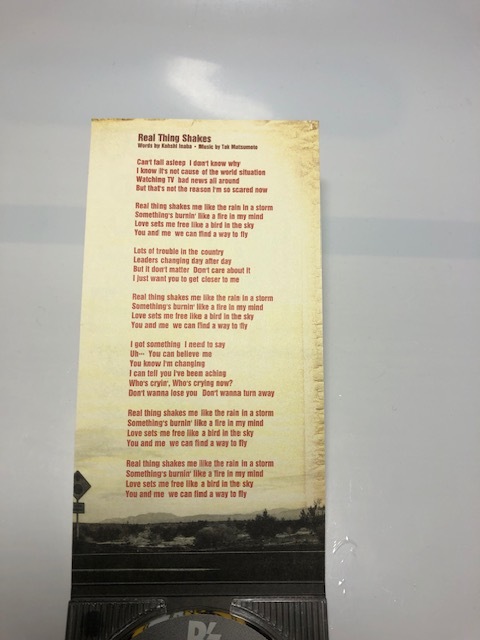 Real Thing Shakes
Words by Kohshi Inaba • Music by Tak Matsumoto
Can't fall asleep I don't know why
I know it's not cause of the world situation
Watching TV bad news all around
But that's not the reason I'm so scared now
Real thing shakes me like the rain in a storm
Something's burnin' like a fire in my mind
Love sets me free like a bird in the sky
You and me we can find a way to fly
Lots of trouble in the country
Leaders changing day after day
But it don't matter Don't care about it
I just want you to get closer to me
Real thing shakes me like the rain in a storm
Something's burnin' like a fire in my mind
Love sets me free like a bird in the sky
You and me we can find a way to fly
I got something I need to say
Uh— You can believe me
You know I'm changing
I can tell you I've been aching
Who's cryin', Who's crying now?
Don't wanna lose you Don't wanna turn away
Real thing shakes me like the rain in a storm
Something's burnin' like a fire in my mind
Love sets me free like a bird in the sky
You and me we can find a way to fly
Real thing shakes me like the rain in a storm
Something's burnin' like a fire in my mind
Love sets me free like a bird in the sky
You and me we can find a way to fly
B'z